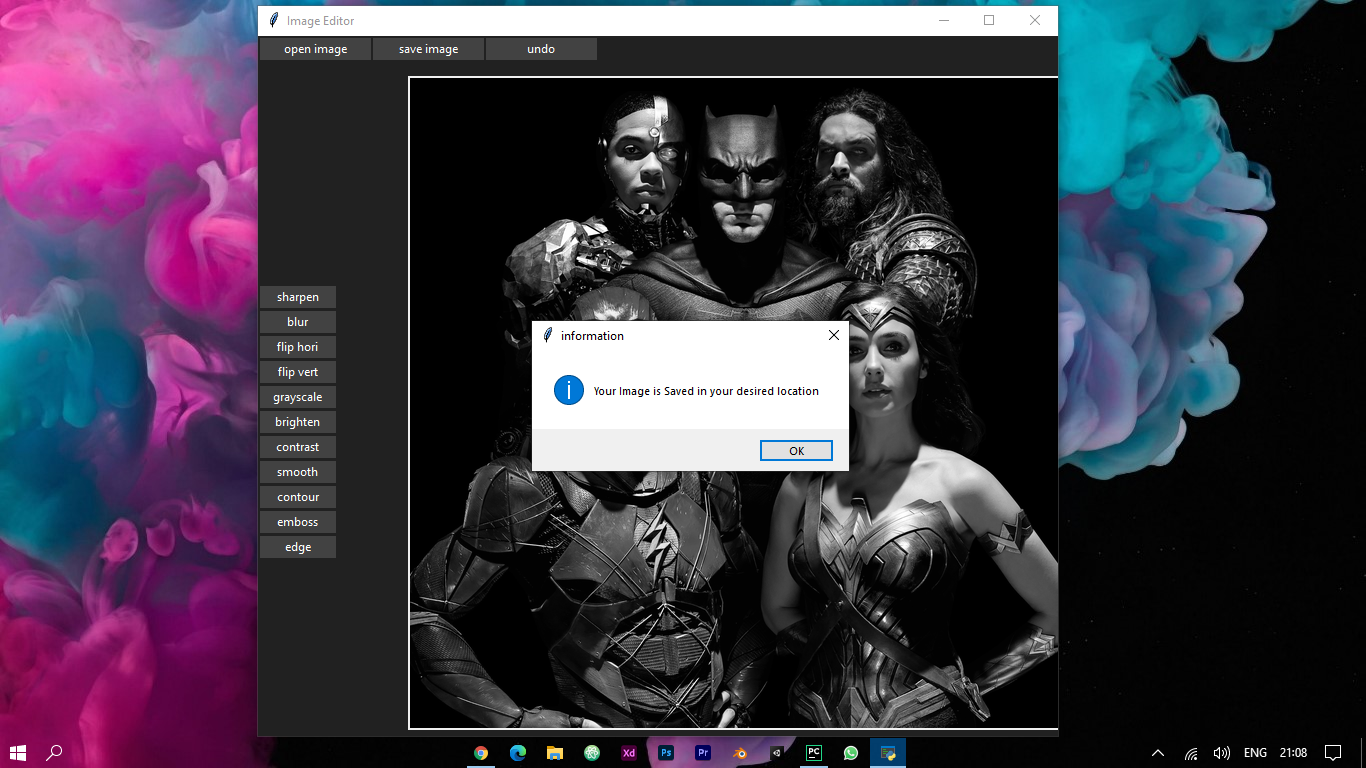 Image Editor
open image
save image
undo
sharpen
blur
flip hori
flip vert
grayscale
brighten
contrast
smooth
contour
emboss
edge
information
Your Image is Saved in your desired location
OK
Xd
Ps
Pr
PC
ENG
21:08